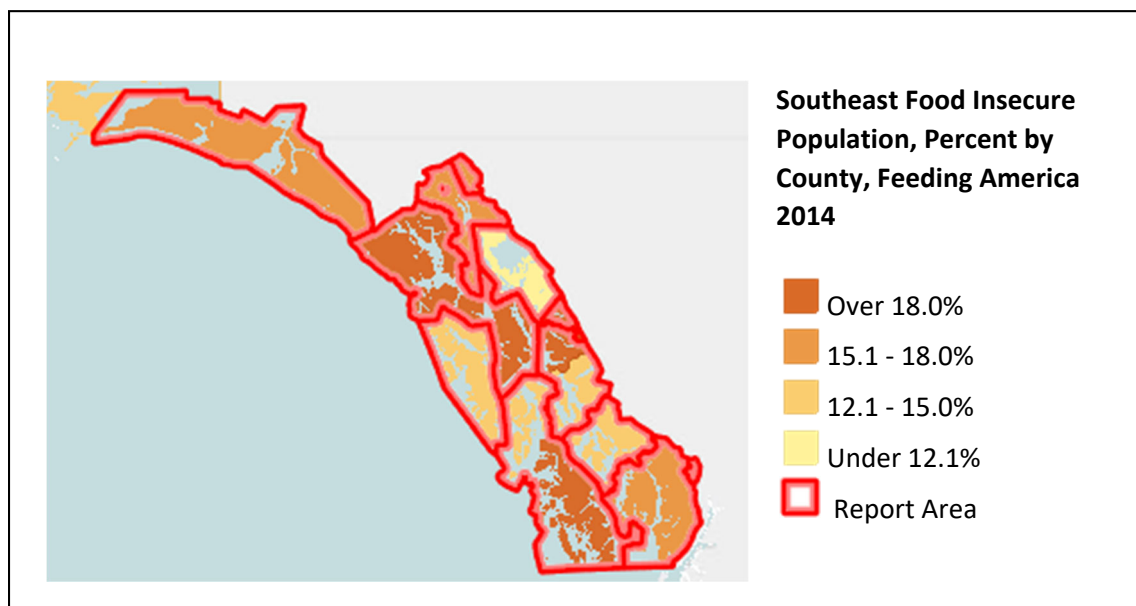 Southeast Food Insecure
Population, Percent by
County, Feeding America
2014
Over 18.0%
15.1 - 18.0%
12.1 - 15.0%
Under 12.1%
Report Area